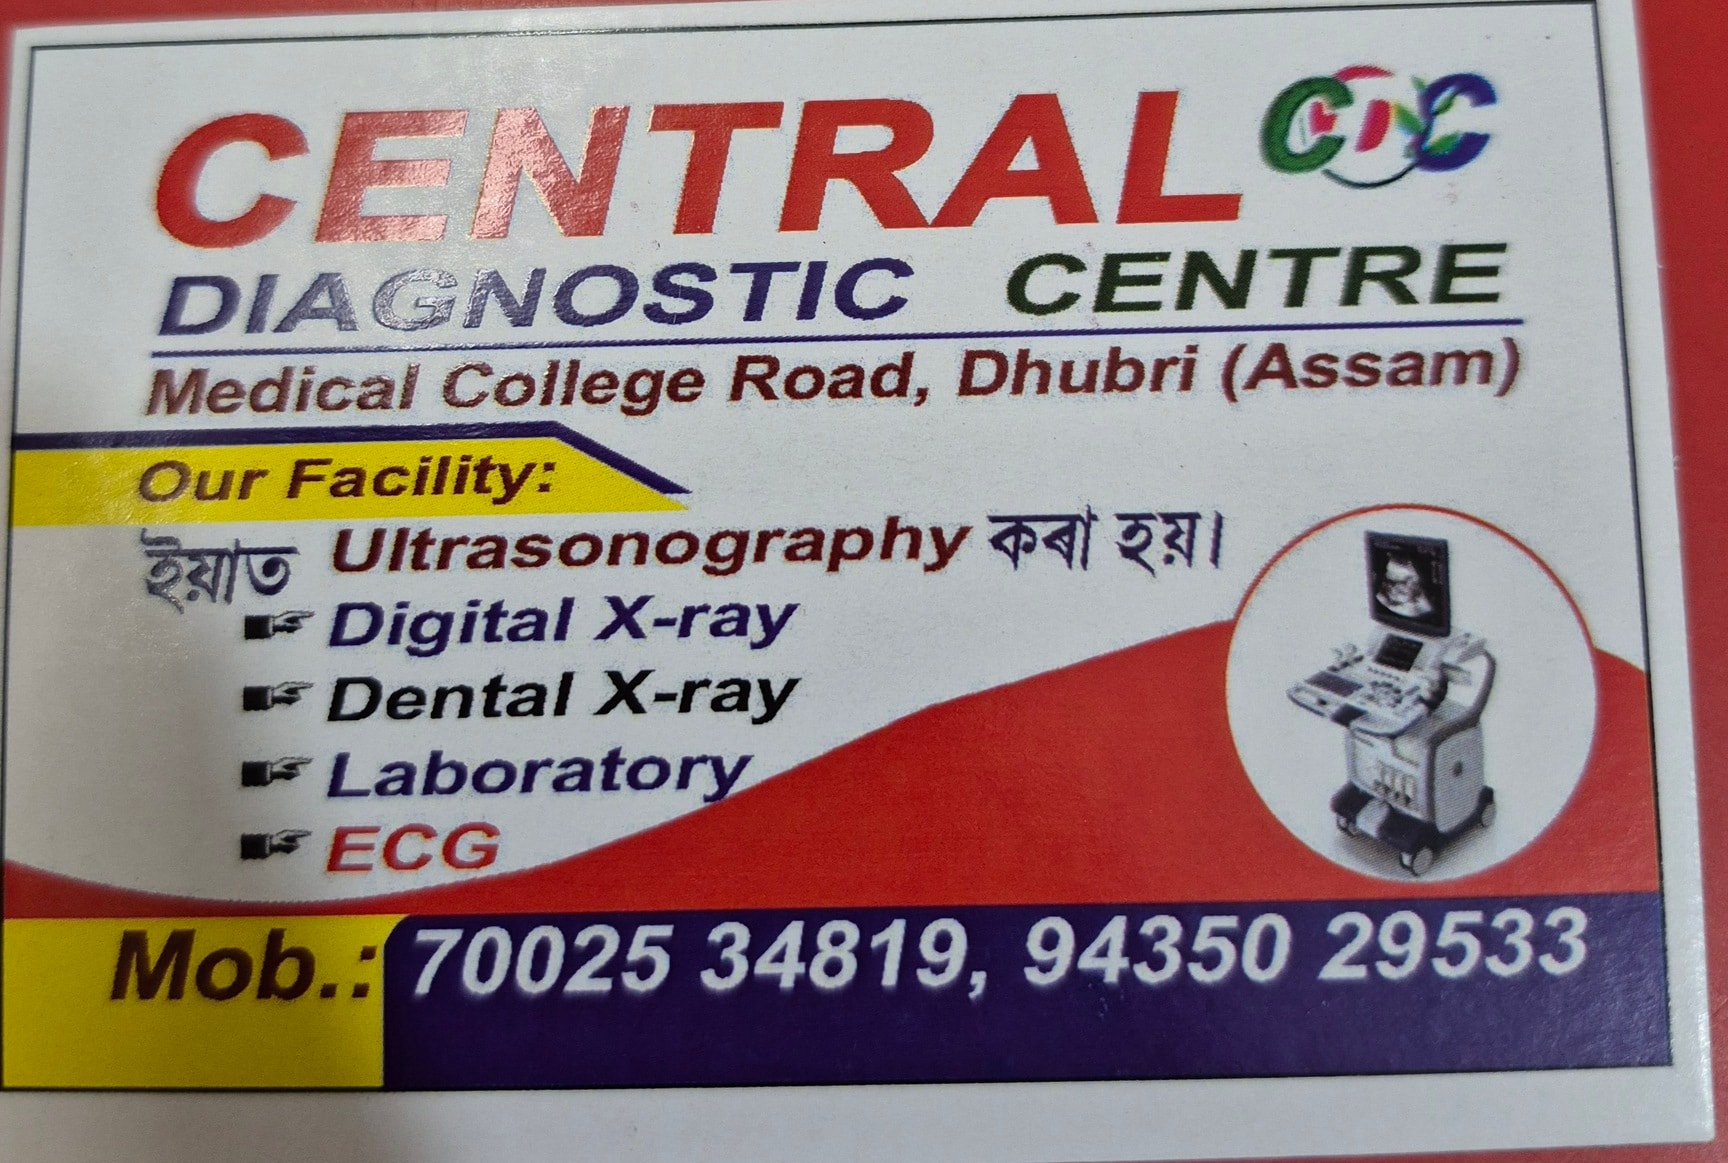 CENTRAL CDC
DIAGNOSTIC CENTRE
Medical College Road, Dhubri (Assam)
Our Facility:
ইয়াত Ultrasonography কৰা হয়।
Digital X-ray
Dental X-ray
Laboratory
ECG
Mob.: 70025 34819, 94350 29533